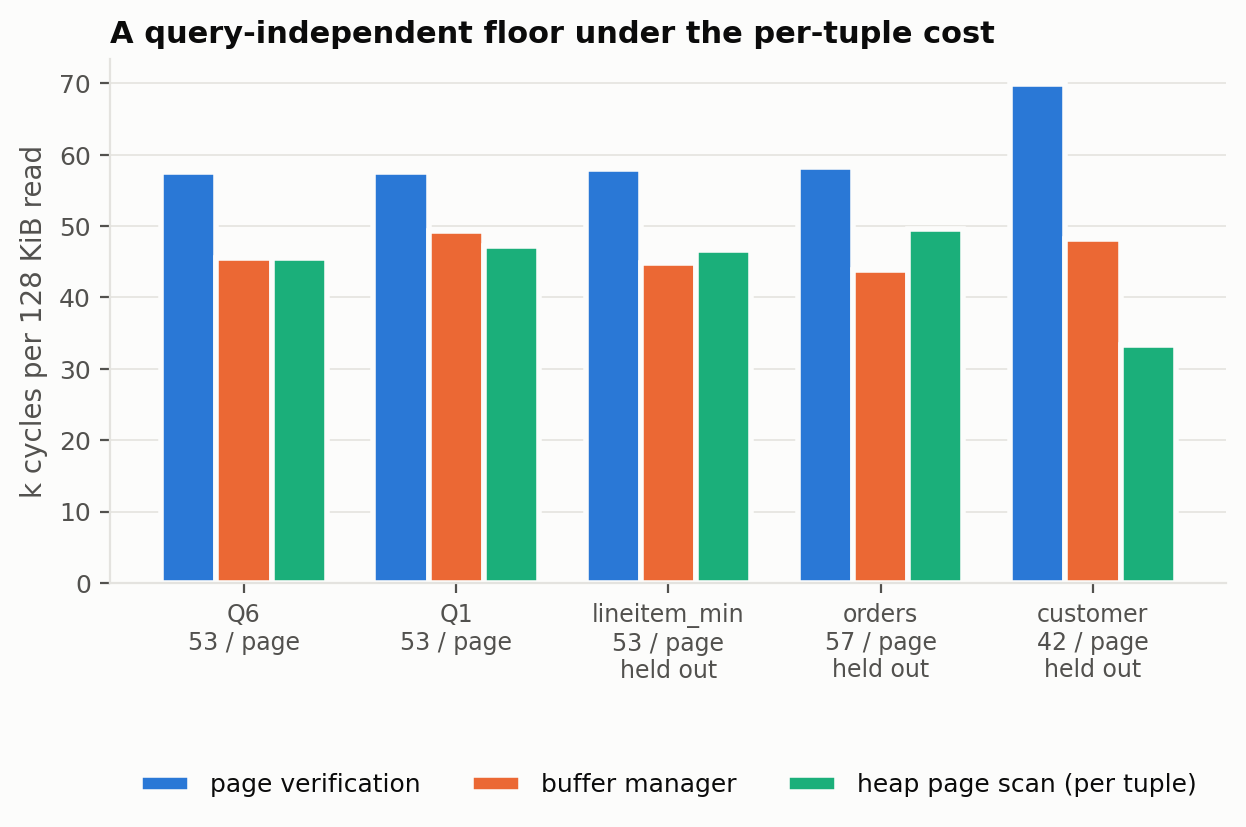 A query-independent floor under the per-tuple cost
k cycles per 128 KiB read
70
60
50
40
30
20
10
0
Q6
53 / page
Q1
53 / page
lineitem_min
53 / page
held out
orders
57 / page
held out
customer
42 / page
held out
page verification
buffer manager
heap page scan (per tuple)